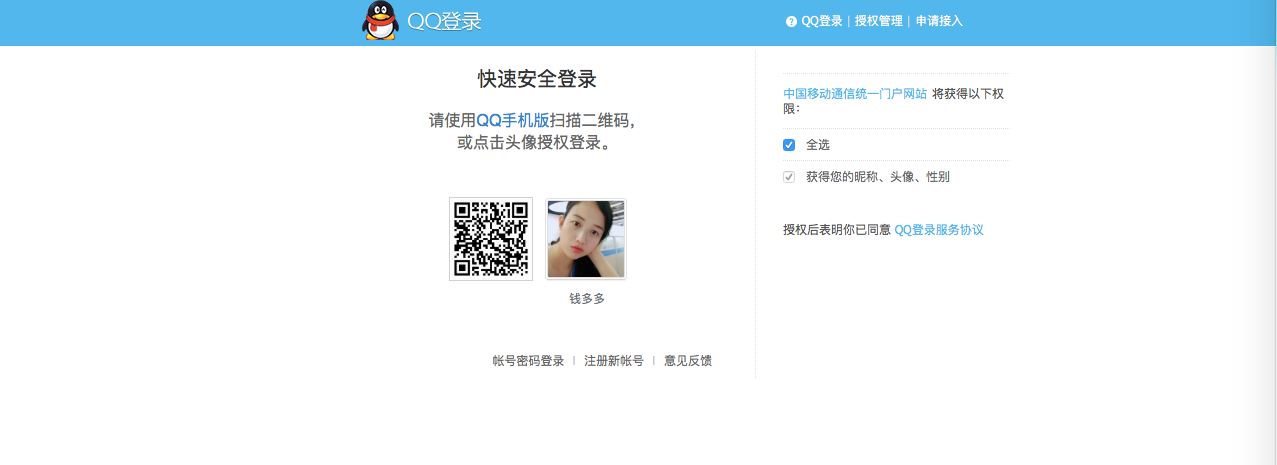 QQ登录
QQ登录 | 授权管理 | 申请接入
快速安全登录
请使用QQ手机版扫描二维码，
或点击头像授权登录。
钱多多
帐号密码登录 | 注册新帐号 | 意见反馈
中国移动通信统一门户网站 将获得以下权
限：
全选
获得您的昵称、头像、性别
授权后表明你已同意 QQ登录服务协议